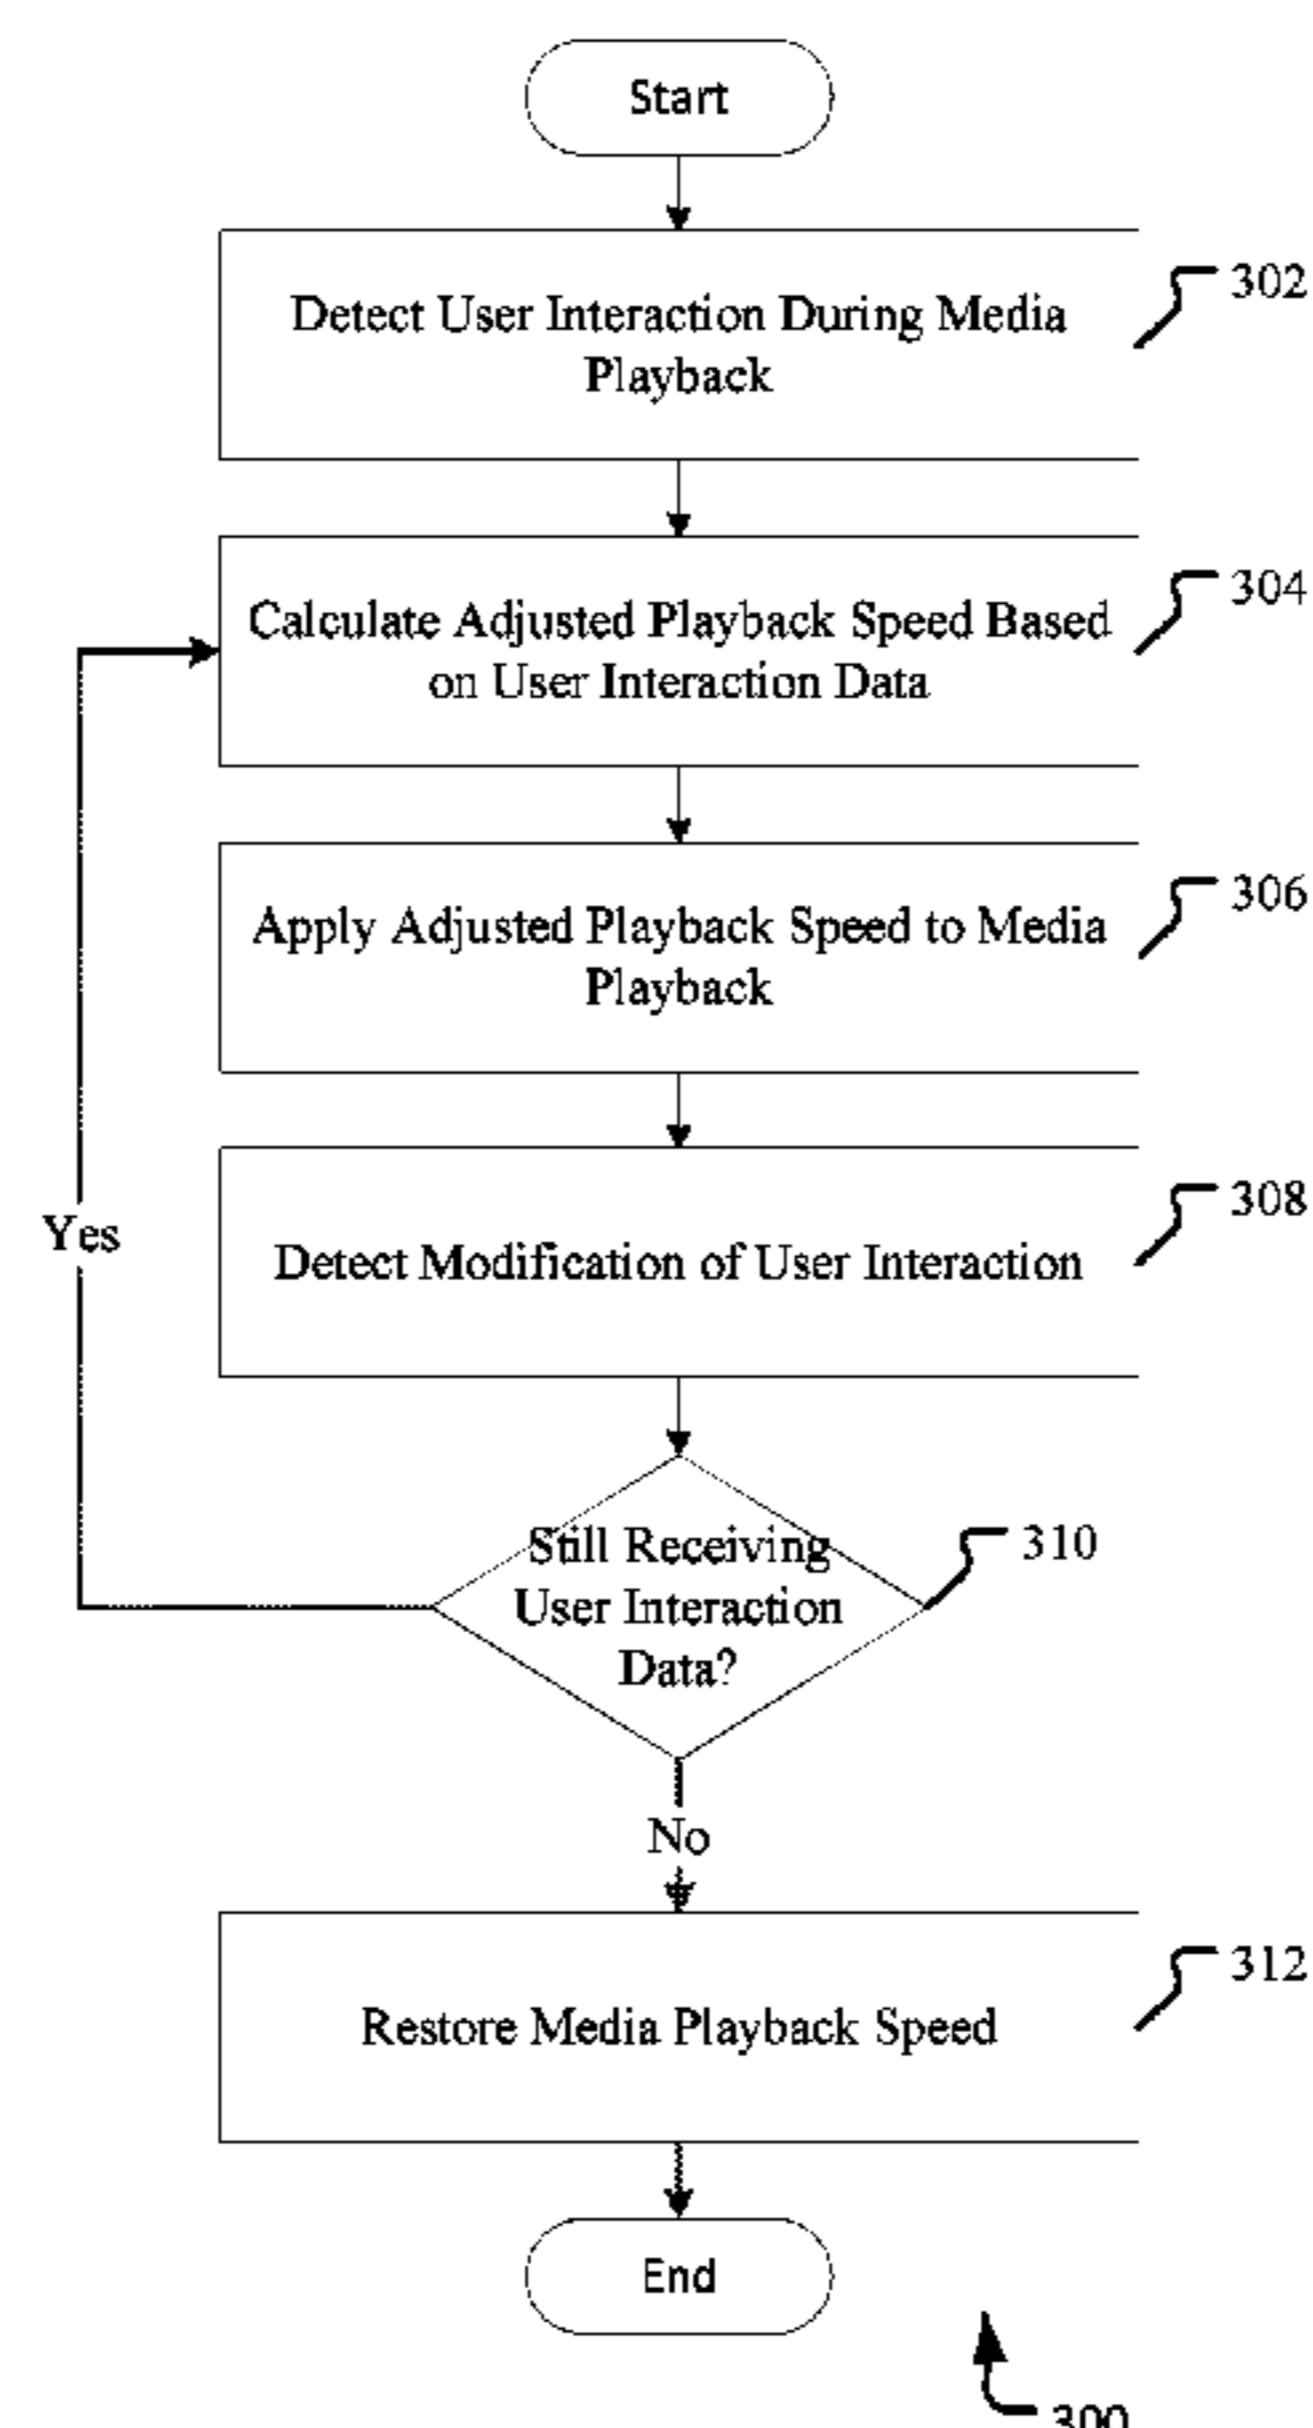 Start
Detect User Interaction During Media
Playback
302
Calculate Adjusted Playback Speed Based
on User Interaction Data
304
Apply Adjusted Playback Speed to Media
Playback
306
Detect Modification of User Interaction
308
Yes
Still Receiving
User Interaction
Data?
310
No
Restore Media Playback Speed
312
End
300